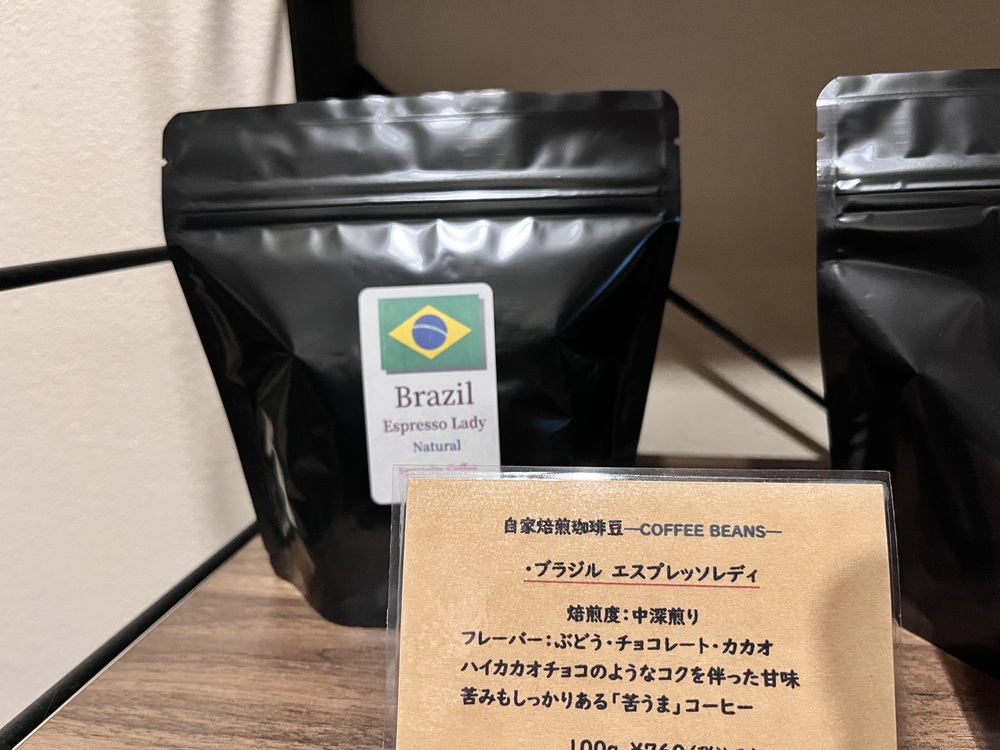 Brazil
Espresso Lady
Natural
Specialty Coffee
自家焙煎珈琲豆—COFFEE BEANS—
・ブラジル エスプレッソレディ
焙煎度：中深煎り
フレーバー：ぶどう・チョコレート・カカオ
ハイカカオチョコのようなコクを伴った甘味
苦みもしっかりある「苦うま」コーヒー
100g ¥760